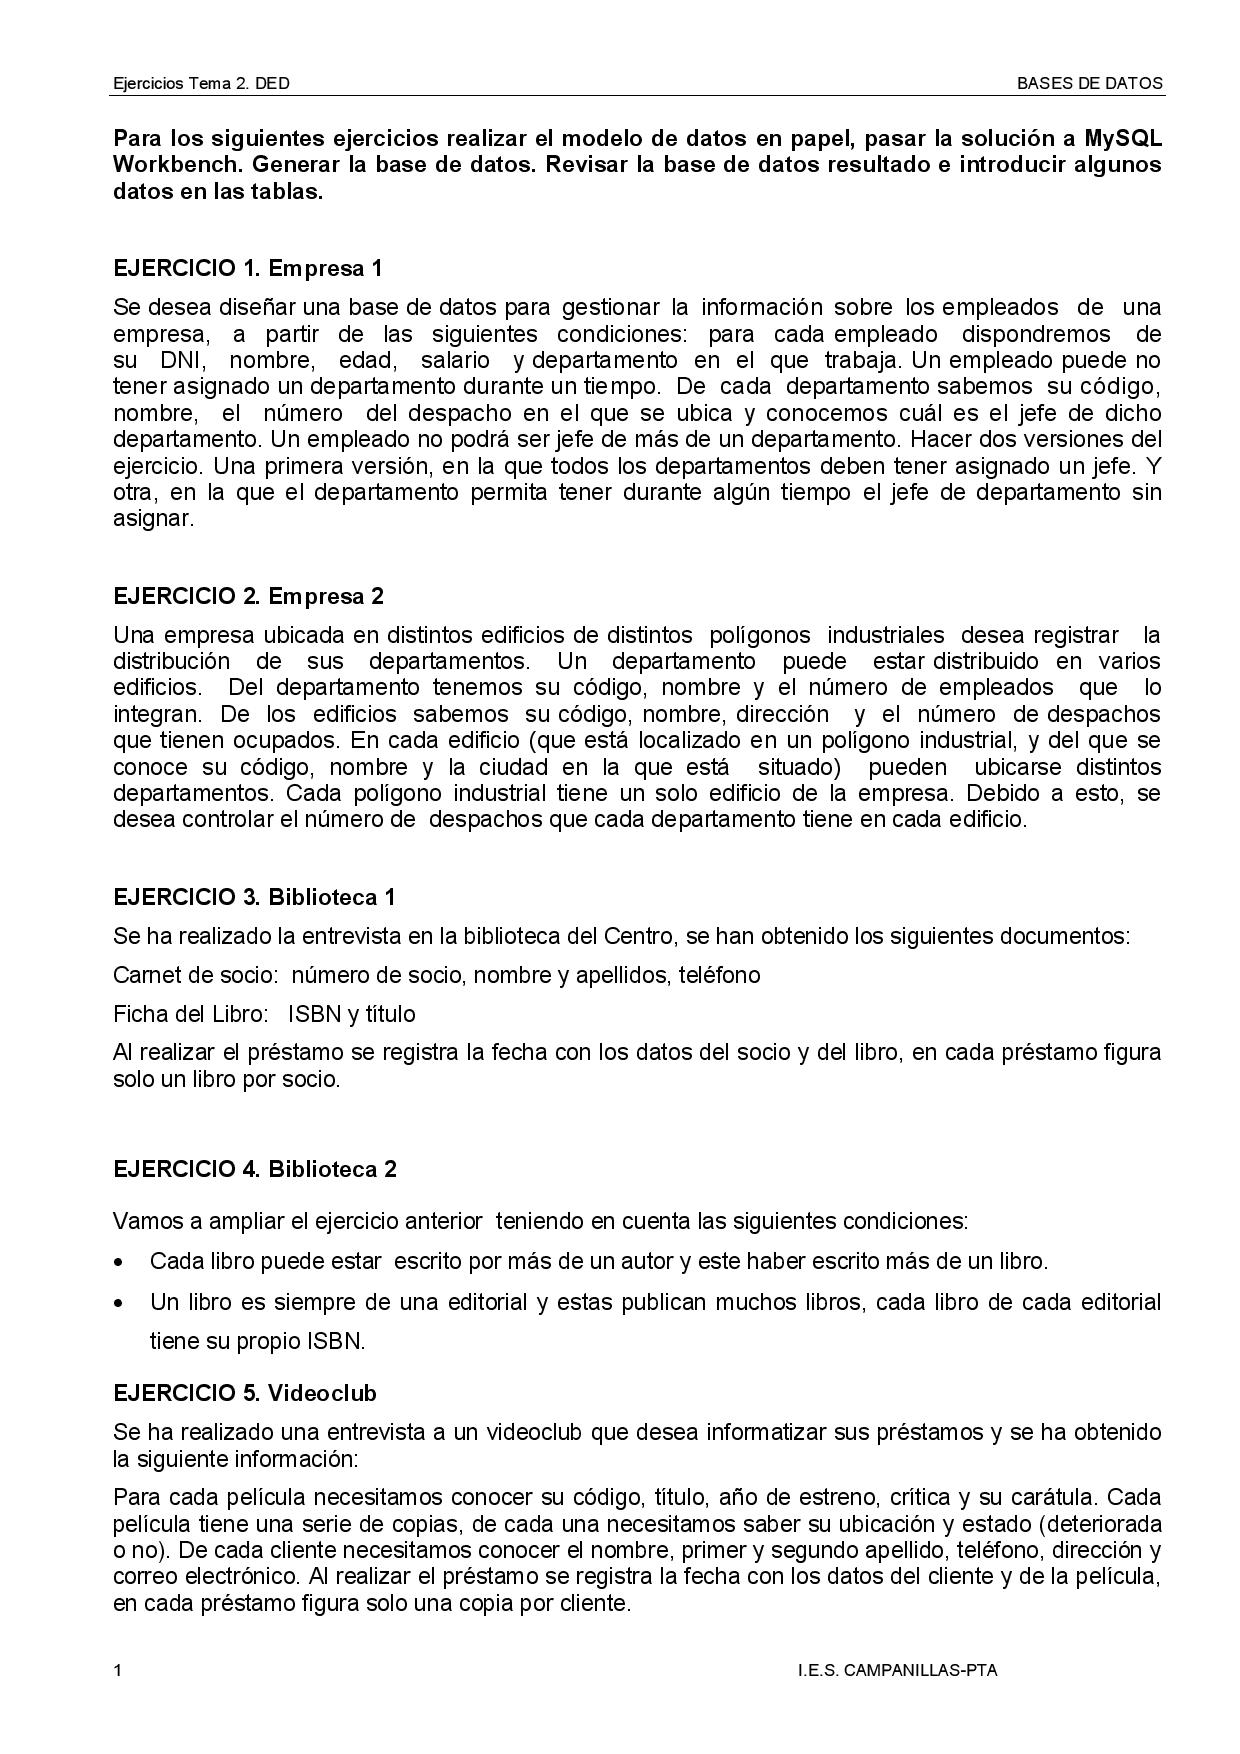 Ejercicios Tema 2. DED BASES DE DATOS
Para los siguientes ejercicios realizar el modelo de datos en papel, pasar la solución a MySQL
Workbench. Generar la base de datos. Revisar la base de datos resultado e introducir algunos
datos en las tablas.
EJERCICIO 1. Empresa 1
Se desea diseñar una base de datos para gestionar la información sobre los empleados de una
empresa, a partir de las siguientes condiciones: para cada empleado dispondremos de
su DNI, nombre, edad, salario y departamento en el que trabaja. Un empleado puede no
tener asignado un departamento durante un tiempo. De cada departamento sabemos su código,
nombre, el número del despacho en el que se ubica y conocemos cuál es el jefe de dicho
departamento. Un empleado no podrá ser jefe de más de un departamento. Hacer dos versiones del
ejercicio. Una primera versión, en la que todos los departamentos deben tener asignado un jefe. Y
otra, en la que el departamento permita tener durante algún tiempo el jefe de departamento sin
asignar.
EJERCICIO 2. Empresa 2
Una empresa ubicada en distintos edificios de distintos polígonos industriales desea registrar la
distribución de sus departamentos. Un departamento puede estar distribuido en varios
edificios. Del departamento tenemos su código, nombre y el número de empleados que lo
integran. De los edificios sabemos su código, nombre, dirección y el número de despachos
que tienen ocupados. En cada edificio (que está localizado en un polígono industrial, y del que se
conoce su código, nombre y la ciudad en la que está situado) pueden ubicarse distintos
departamentos. Cada polígono industrial tiene un solo edificio de la empresa. Debido a esto, se
desea controlar el número de despachos que cada departamento tiene en cada edificio.
EJERCICIO 3. Biblioteca 1
Se ha realizado la entrevista en la biblioteca del Centro, se han obtenido los siguientes documentos:
Carnet de socio: número de socio, nombre y apellidos, teléfono
Ficha del Libro: ISBN y título
Al realizar el préstamo se registra la fecha con los datos del socio y del libro, en cada préstamo figura
solo un libro por socio.
EJERCICIO 4. Biblioteca 2
Vamos a ampliar el ejercicio anterior teniendo en cuenta las siguientes condiciones:
• Cada libro puede estar escrito por más de un autor y este haber escrito más de un libro.
• Un libro es siempre de una editorial y estas publican muchos libros, cada libro de cada editorial
tiene su propio ISBN.
EJERCICIO 5. Videoclub
Se ha realizado una entrevista a un videoclub que desea informatizar sus préstamos y se ha obtenido
la siguiente información:
Para cada película necesitamos conocer su código, título, año de estreno, crítica y su carátula. Cada
película tiene una serie de copias, de cada una necesitamos saber su ubicación y estado (deteriorada
o no). De cada cliente necesitamos conocer el nombre, primer y segundo apellido, teléfono, dirección y
correo electrónico. Al realizar el préstamo se registra la fecha con los datos del cliente y de la película,
en cada préstamo figura solo una copia por cliente.
1 I.E.S. CAMPANILLAS-PTA